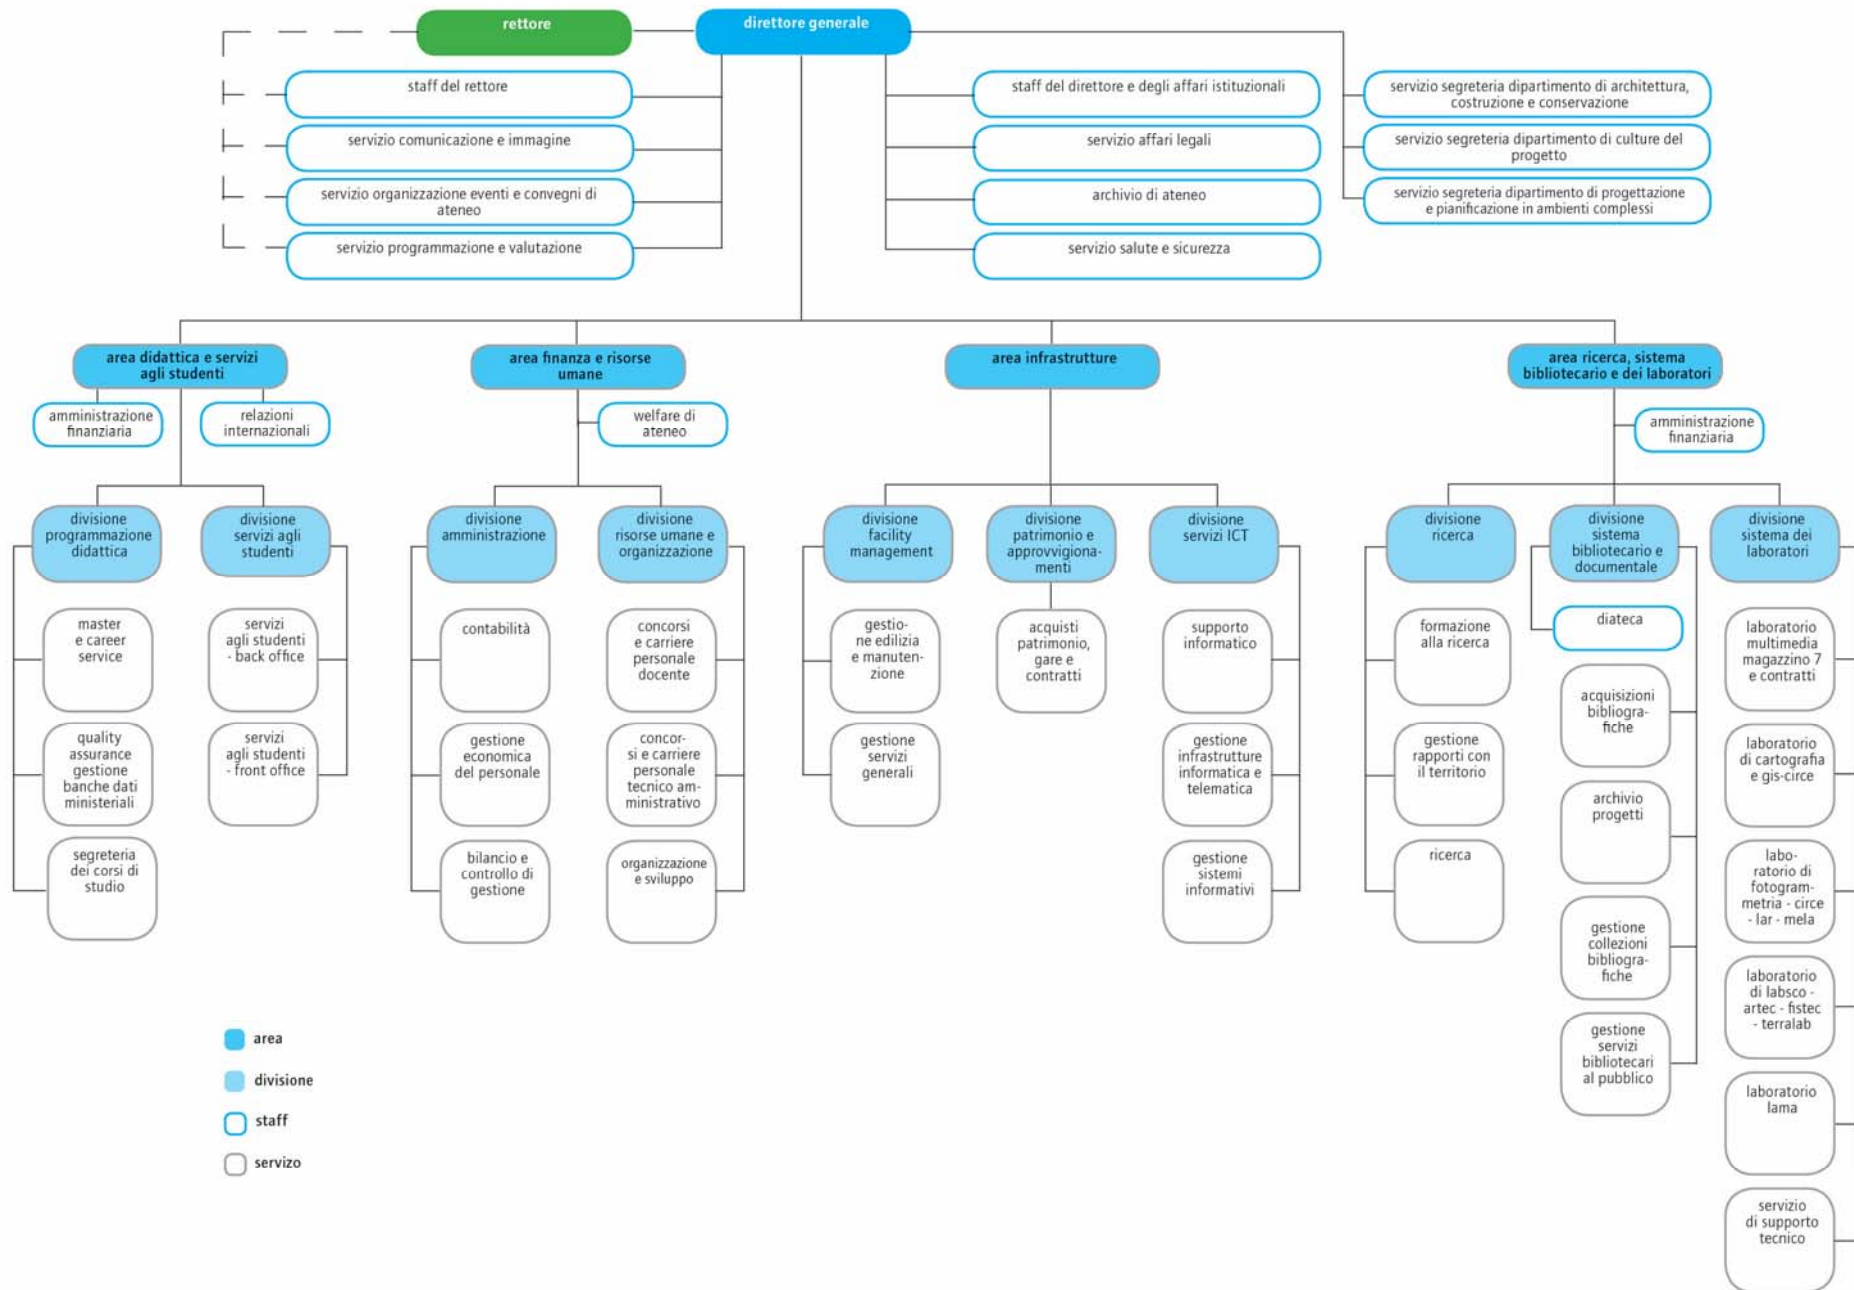 rettore
direttore generale
staff del rettore
servizio comunicazione e immagine
servizio organizzazione eventi e convegni di
ateneo
servizio programmazione e valutazione
staff del direttore e degli affari istituzionali
servizio affari legali
archivio di ateneo
servizio salute e sicurezza
servizio segreteria dipartimento di architettura,
costruzione e conservazione
servizio segreteria dipartimento di culture del
progetto
servizio segreteria dipartimento di progettazione
e pianificazione in ambienti complessi
area didattica e servizi
agli studenti
amministrazione
finanziaria
relazioni
internazionali
divisione
programmazione
didattica
master
e career
service
quality
assurance
gestione
banche dati
ministeriali
segreteria
dei corsi di
studio
divisione
servizi agli
studenti
servizi
agli studenti
- back office
servizi
agli studenti
- front office
area finanza e risorse
umane
welfare di
ateneo
divisione
amministrazione
contabilità
gestione
economica
del personale
bilancio e
controllo di
gestione
divisione
risorse umane e
organizzazione
concorsi
e carriere
personale
docente
concor-
si e carriere
personale
tecnico am-
ministrativo
organizzazione
e sviluppo
area infrastrutture
divisione
facility
management
gestio-
ne edilizia
e manuten-
zione
gestione
servizi
generali
divisione
patrimonio e
approvvigiona-
menti
acquisti
patrimonio,
gare e
contratti
divisione
servizi ICT
supporto
informatico
gestione
infrastrutture
informatica e
telematica
gestione
sistemi
informativi
area ricerca, sistema
bibliotecario e dei laboratori
amministrazione
finanziaria
divisione
ricerca
formazione
alla ricerca
gestione
rapporti con
il territorio
ricerca
divisione
sistema
bibliotecario e
documentale
diateca
acquisizioni
bibliogra-
fiche
archivio
progetti
gestione
collezioni
bibliogra-
fiche
gestione
servizi
bibliotecari
al pubblico
divisione
sistema dei
laboratori
laboratorio
multimedia
magazzino 7
e contratti
laboratorio
di cartografia
e gis-circe
labo-
ratorio di
fotogram-
metria - circe
- lar - mela
laboratorio
di labsco -
artec - fistec
- terralab
laboratorio
lama
servizio
di supporto
tecnico
area
divisione
staff
servizo